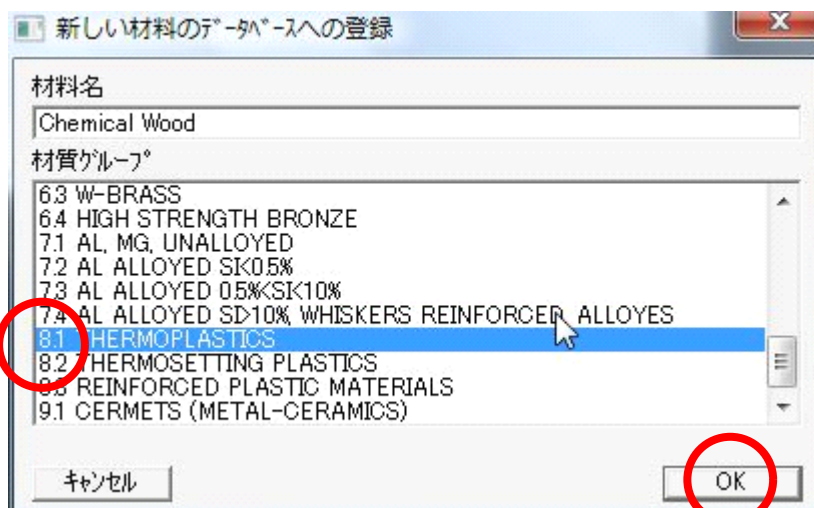 新しい材料のﾃﾞｰﾀﾍﾞｰｽへの登録
材料名
Chemical Wood
材質ｸﾞﾙｰﾌﾟ
6.3 W-BRASS
6.4 HIGH STRENGTH BRONZE
7.1 AL, MG, UNALLOYED
7.2 AL ALLOYED SI<0.5%
7.3 AL ALLOYED 0.5%<SI<10%
7.4 AL ALLOYED SI>10%, WHISKERS REINFORCED, ALLOYES
8.1 THERMOPLASTICS
8.2 THERMOSETTING PLASTICS
8.3 REINFORCED PLASTIC MATERIALS
9.1 CERMETS (METAL-CERAMICS)
ｷｬﾝｾﾙ
OK